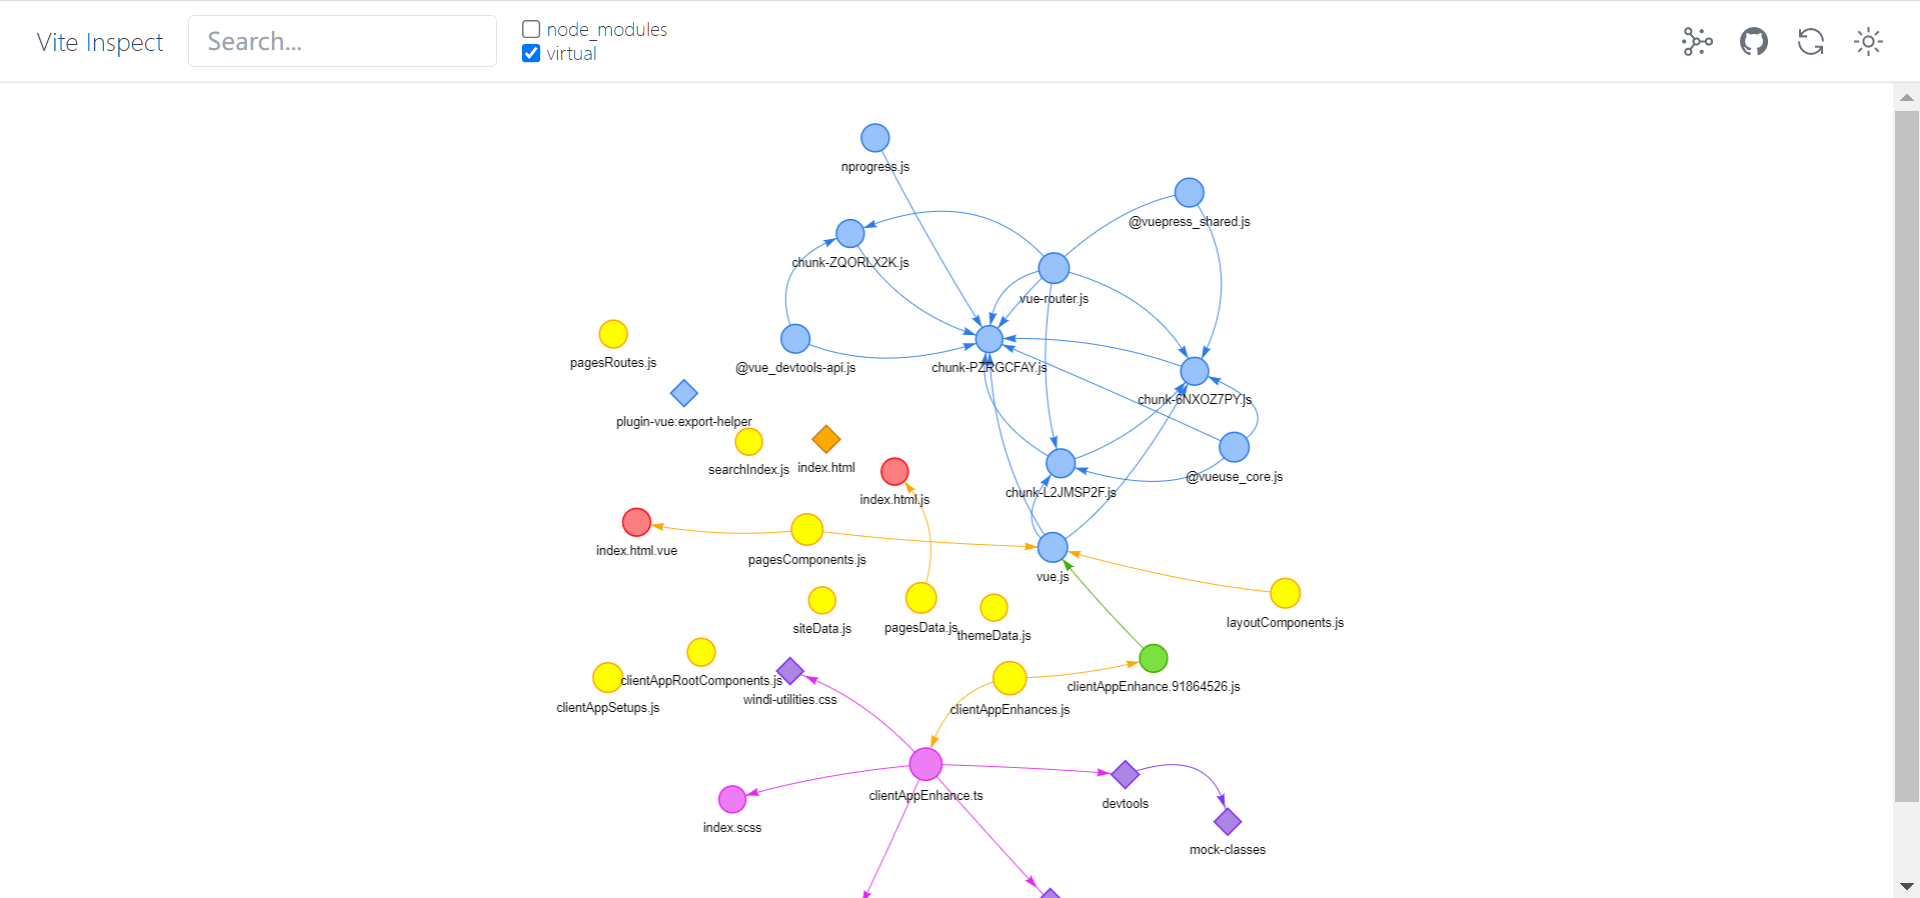 Vite Inspect
Search...
node_modules
virtual
nprogress.js
@vuepress_shared.js
chunk-ZQORLX2K.js
vue-router.js
pagesRoutes.js
@vue_devtools-api.js
chunk-PZRGCFAY.js
chunk-6NXOZ7PY.js
plugin-vue:export-helper
searchIndex.js
index.html
index.html.js
chunk-L2JMSP2F.js
@vueuse_core.js
index.html.vue
pagesComponents.js
vue.js
siteData.js
pagesData.js
themeData.js
layoutComponents.js
clientAppRootComponents.js
clientAppSetups.js
windi-utilities.css
clientAppEnhances.js
clientAppEnhance.91864526.js
clientAppEnhance.ts
devtools
index.scss
mock-classes